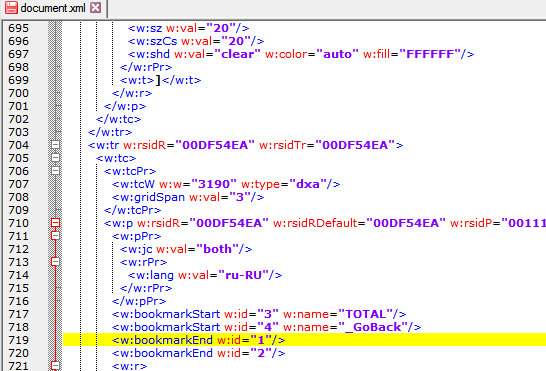 document.xml
695 <w:sz w:val="20"/>
696 <w:szCs w:val="20"/>
697 <w:shd w:val="clear" w:color="auto" w:fill="FFFFFF"/>
698 </w:rPr>
699 <w:t>]</w:t>
700 </w:r>
701 </w:p>
702 </w:tc>
703 </w:tr>
704 <w:tr w:rsidR="00DF54EA" w:rsidTr="00DF54EA">
705 <w:tc>
706 <w:tcPr>
707 <w:tcW w:w="3190" w:type="dxa"/>
708 <w:gridSpan w:val="3"/>
709 </w:tcPr>
710 <w:p w:rsidR="00DF54EA" w:rsidRDefault="00DF54EA" w:rsidP="00111
711 <w:pPr>
712 <w:jc w:val="both"/>
713 <w:rPr>
714 <w:lang w:val="ru-RU"/>
715 </w:rPr>
716 </w:pPr>
717 <w:bookmarkStart w:id="3" w:name="TOTAL"/>
718 <w:bookmarkStart w:id="4" w:name="_GoBack"/>
719 <w:bookmarkEnd w:id="1"/>
720 <w:bookmarkEnd w:id="2"/>
721 <w:r>